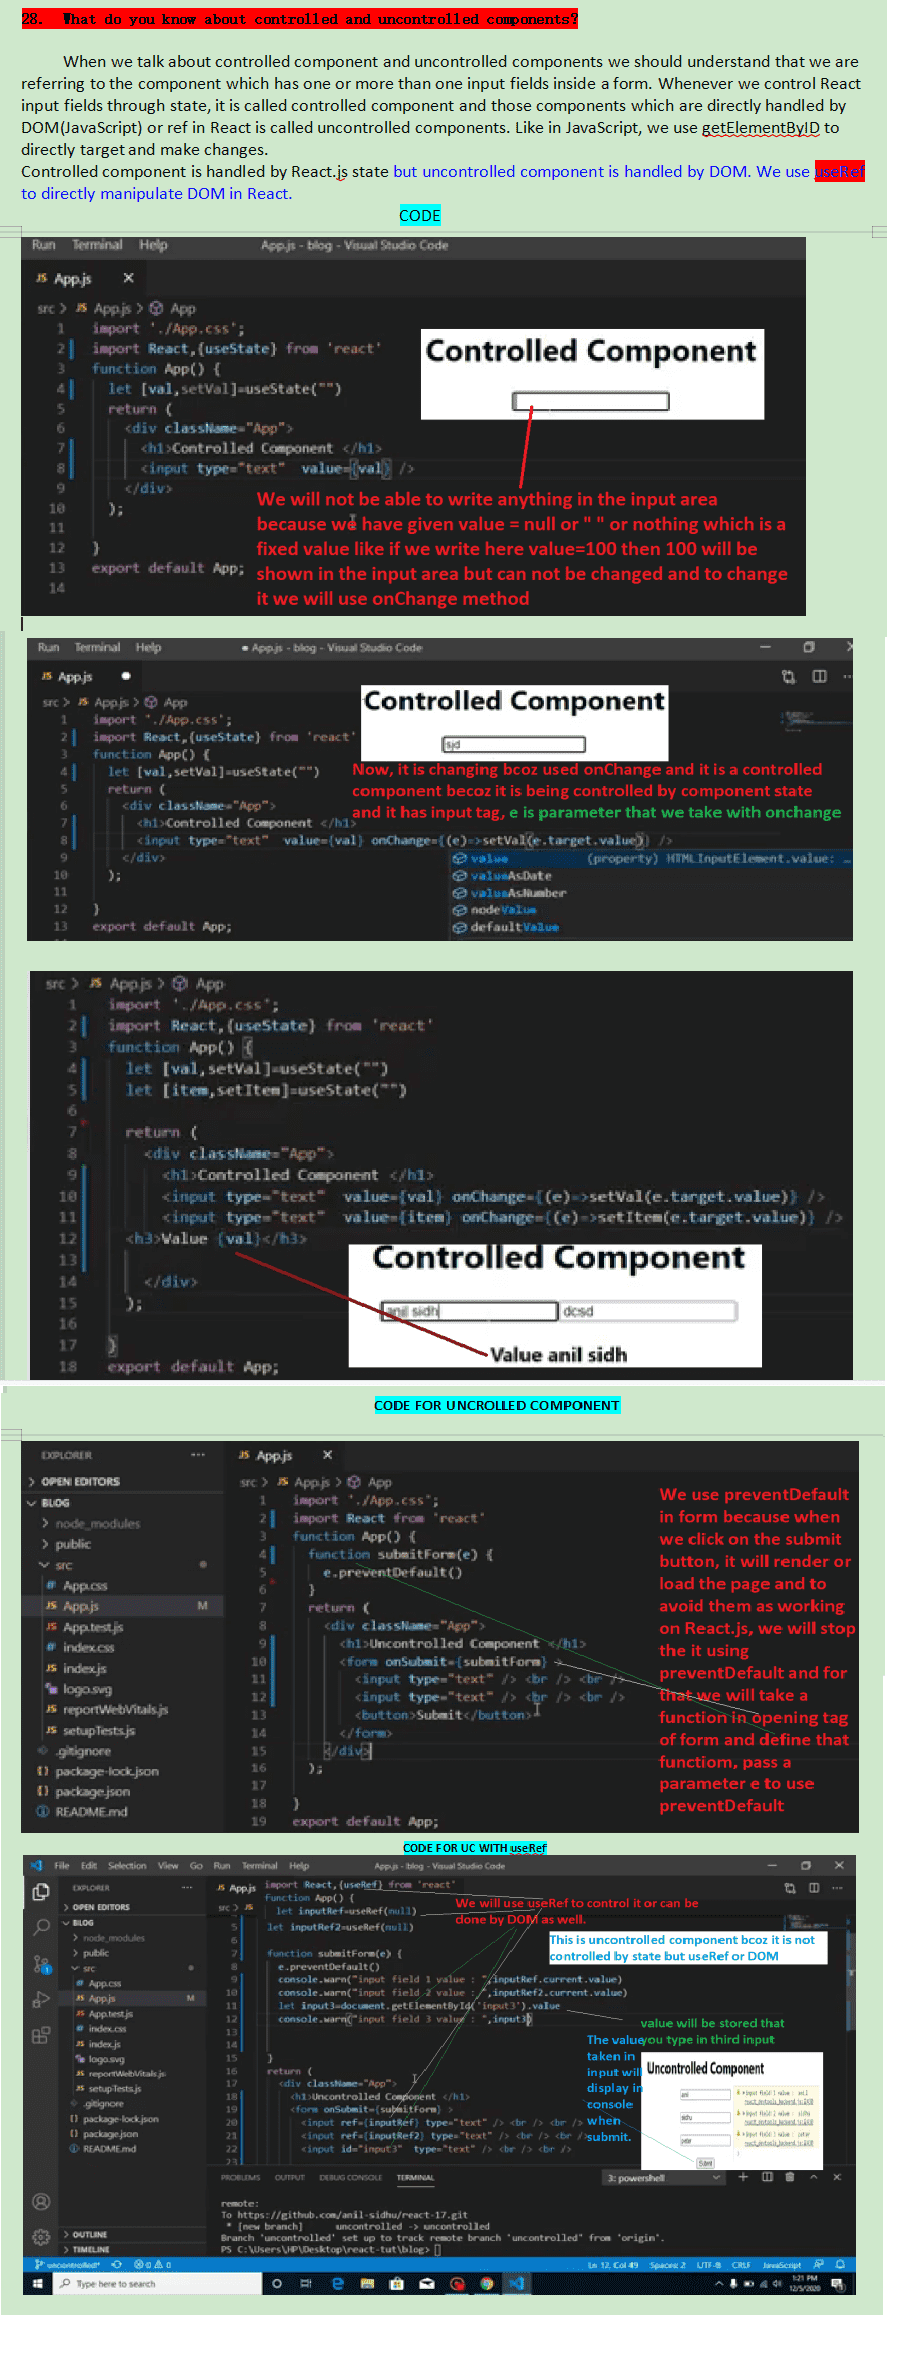 28.   What do you know about controlled and uncontrolled components?
When we talk about controlled component and uncontrolled components we should understand that we are
referring to the component which has one or more than one input fields inside a form. Whenever we control React
input fields through state, it is called controlled component and those components which are directly handled by
DOM(JavaScript) or ref in React is called uncontrolled components. Like in JavaScript, we use getElementByID to
directly target and make changes.
Controlled component is handled by React.js state but uncontrolled component is handled by DOM. We use useRef
to directly manipulate DOM in React.
CODE
Run Terminal Help App.js - blog - Visual Studio Code
JS App.js X
src > JS App.js > App
1 import './App.css';
2 import React,{useState} from 'react'
3 function App() {
4 let [val,setVal]=useState("")
5 return (
6 <div className="App">
7 <h1>Controlled Component </h1>
8 <input type="text" value={val} />
9 </div>
10 );
11
12 }
13 export default App;
14
Controlled Component
We will not be able to write anything in the input area
because we have given value = null or " " or nothing which is a
fixed value like if we write here value=100 then 100 will be
shown in the input area but can not be changed and to change
it we will use onChange method
Run Terminal Help ● App.js - blog - Visual Studio Code
JS App.js ●
src > JS App.js > App
1 import './App.css';
2 import React,{useState} from 'react'
3 function App() {
4 let [val,setVal]=useState("")
5 return (
6 <div className="App">
7 <h1>Controlled Component </h1>
8 <input type="text" value={val} onChange={(e)=>setVal(e.target.value)} />
9 </div>
10 );
11
12 }
13 export default App;
Controlled Component
sjd
Now, it is changing bcoz used onChange and it is a controlled
component becoz it is being controlled by component state
and it has input tag, e is parameter that we take with onchange
value (property) HTMLInputElement.value: …
valueAsDate
valueAsNumber
nodeValue
defaultValue
src > JS App.js > App
1 import './App.css';
2 import React,{useState} from 'react'
3 function App() {
4 let [val,setVal]=useState("")
5 let [item,setItem]=useState("")
6
7 return (
8 <div className="App">
9 <h1>Controlled Component </h1>
10 <input type="text" value={val} onChange={(e)=>setVal(e.target.value)} />
11 <input type="text" value={item} onChange={(e)=>setItem(e.target.value)} />
12 <h3>Value {val}</h3>
13
14 </div>
15 );
16
17 }
18 export default App;
Controlled Component
anil sidh dcsd
Value anil sidh
CODE FOR UNCROLLED COMPONENT
EXPLORER ...
> OPEN EDITORS
BLOG
> node_modules
> public
src
App.css
JS App.js M
JS App.test.js
# index.css
JS index.js
logo.svg
JS reportWebVitals.js
JS setupTests.js
.gitignore
{} package-lock.json
{} package.json
README.md
JS App.js X
src > JS App.js > App
1 import './App.css';
2 import React from 'react'
3 function App() {
4 function submitForm(e) {
5 e.preventDefault()
6 }
7 return (
8 <div className="App">
9 <h1>Uncontrolled Component </h1>
10 <form onSubmit={submitForm} >
11 <input type="text" /> <br /> <br />
12 <input type="text" /> <br /> <br />
13 <button>Submit</button>
14 </form>
15 </div>
16 );
17
18 }
19 export default App;
We use preventDefault
in form because when
we click on the submit
button, it will render or
load the page and to
avoid them as working
on React.js, we will stop
the it using
preventDefault and for
that we will take a
function in opening tag
of form and define that
functiom, pass a
parameter e to use
preventDefault
CODE FOR UC WITH useRef
File Edit Selection View Go Run Terminal Help App.js - blog - Visual Studio Code
EXPLORER ...
> OPEN EDITORS
BLOG
> node_modules
> public
src
# App.css
JS App.js M
JS App.test.js
# index.css
JS index.js
logo.svg
JS reportWebVitals.js
JS setupTests.js
.gitignore
{} package-lock.json
{} package.json
README.md
> OUTLINE
> TIMELINE
JS App.js
src > JS
import React,{useRef} from 'react'
function App() {
let inputRef=useRef(null)
5 let inputRef2=useRef(null)
6
7 function submitForm(e) {
8 e.preventDefault()
9 console.warn("input field 1 value : ",inputRef.current.value)
10 console.warn("input field 2 value : ",inputRef2.current.value)
11 let input3=document.getElementById('input3').value
12 console.warn("input field 3 value : ",input3)
13
14
15 }
16 return (
17 <div className="App">
18 <h1>Uncontrolled Component </h1>
19 <form onSubmit={submitForm} >
20 <input ref={inputRef} type="text" /> <br /> <br />
21 <input ref={inputRef2} type="text" /> <br /> <br />
22 <input id="input3" type="text" /> <br /> <br />
23
We will use useRef to control it or can be
done by DOM as well.
This is uncontrolled component bcoz it is not
controlled by state but useRef or DOM
value will be stored that
you type in third input
The value
taken in
input will
display in
console
when
submit.
Uncontrolled Component
anil
sidhu
peter
Submit
PROBLEMS OUTPUT DEBUG CONSOLE TERMINAL 3: powershell
remote:
To https://github.com/anil-sidhu/react-17.git
* [new branch] uncontrolled -> uncontrolled
Branch 'uncontrolled' set up to track remote branch 'uncontrolled' from 'origin'.
PS C:\Users\HP\Desktop\react-tut\blog>
uncontrolled* 0 0 Ln 12, Col 49 Spaces: 2 UTF-8 CRLF JavaScript
Type here to search
1:21 PM
12/5/2020